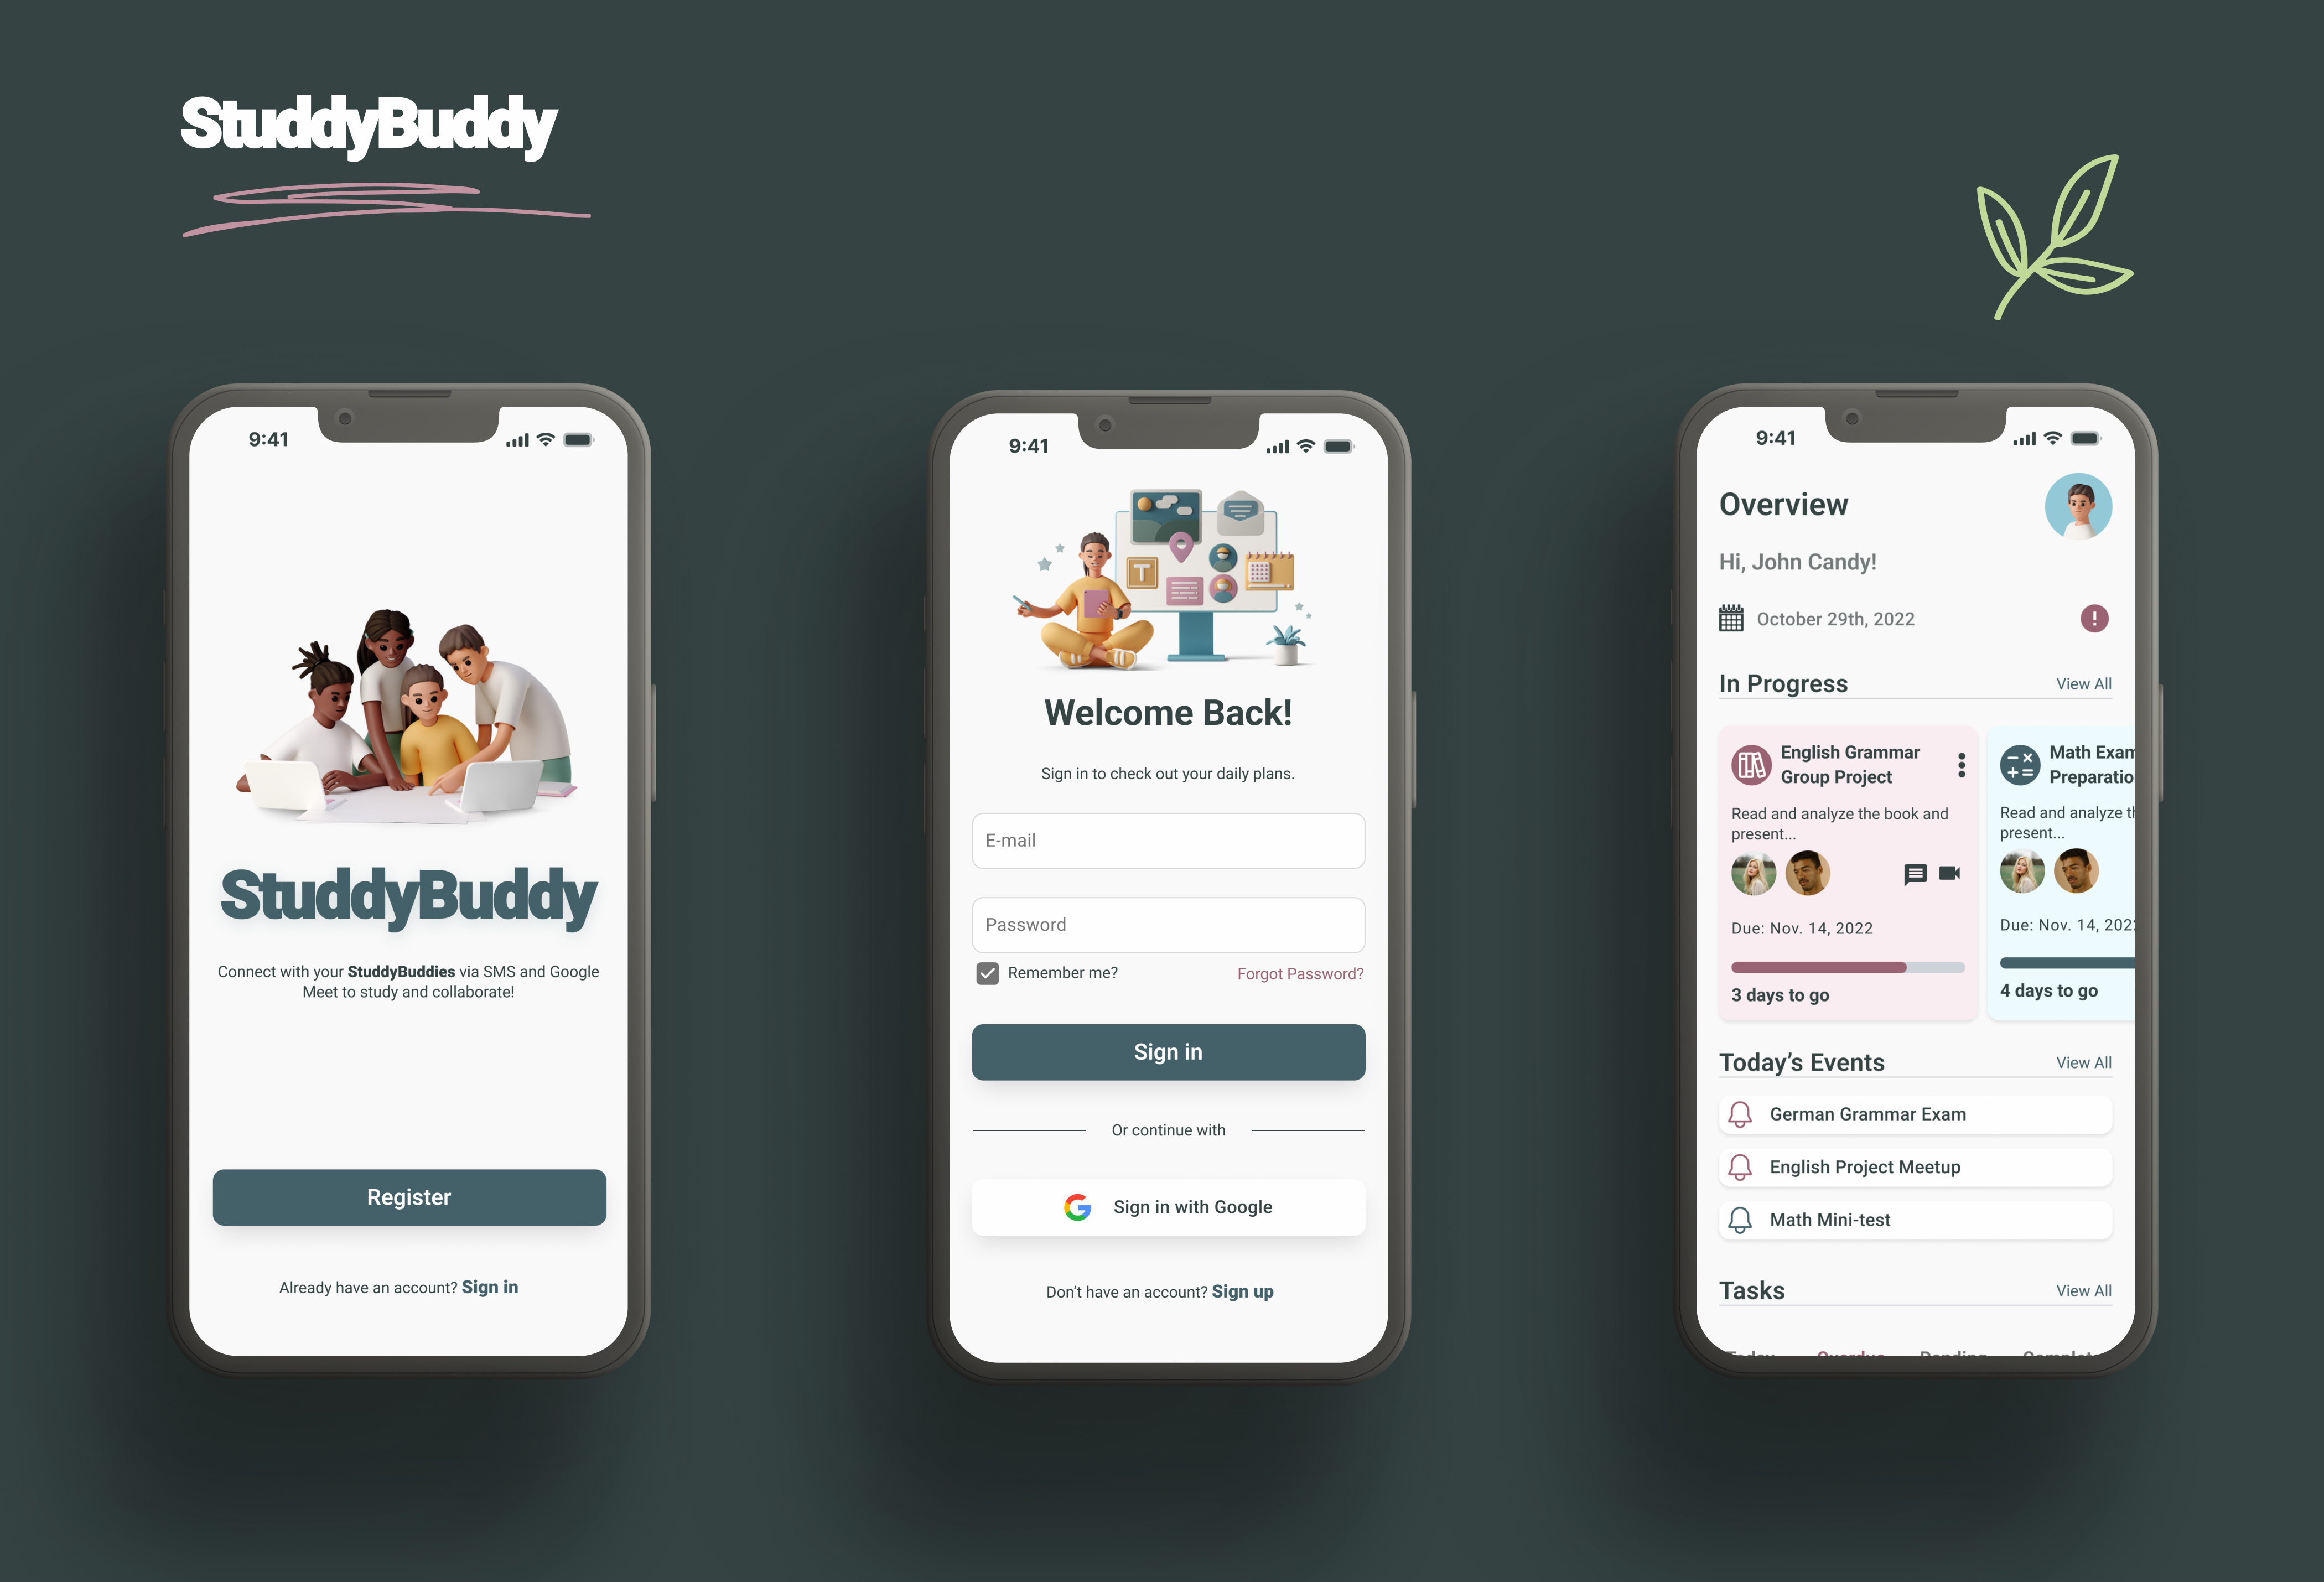 StuddyBuddy
9:41
StuddyBuddy
Connect with your StuddyBuddies via SMS and Google
Meet to study and collaborate!
Register
Already have an account? Sign in
9:41
T
Welcome Back!
Sign in to check out your daily plans.
E-mail
Password
Remember me?
Forgot Password?
Sign in
Or continue with
G
Sign in with Google
Don't have an account? Sign up
9:41
Overview
Hi, John Candy!
October 29th, 2022
!
In Progress
View All
English Grammar
Group Project
Read and analyze the book and
present...
Due: Nov. 14, 2022
3 days to go
Math Exam
Preparatio
Read and analyze th
present...
Due: Nov. 14, 2022
4 days to go
Today’s Events
View All
German Grammar Exam
English Project Meetup
Math Mini-test
Tasks
View All
Today Overdue Pending Complet